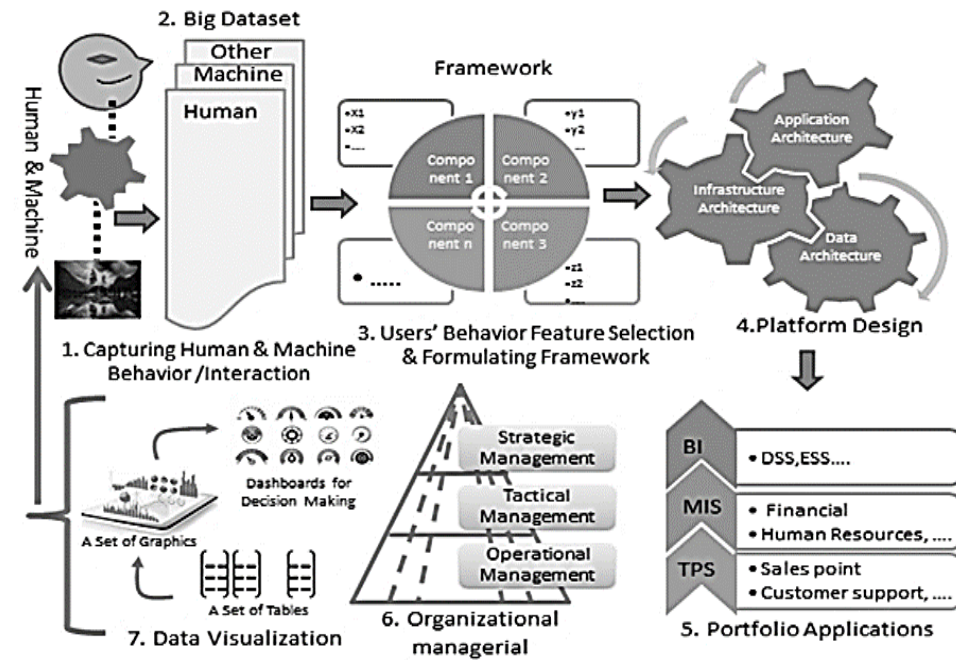 2. Big Dataset
Other
Machine
Human
Human & Machine
1. Capturing Human & Machine
Behavior /Interaction
Framework
•X1
•X2
•....
•y1
•y2
....
Compo
nent 1
Compo
nent 2
Compo
nent n
Compo
nent 3
• .....
•z1
•z2
•....
3. Users' Behavior Feature Selection
& Formulating Framework
Application
Architecture
Infrastructure
Architecture
Data
Architecture
4.Platform Design
BI
• DSS,ESS....
MIS
• Financial
• Human Resources, ....
TPS
• Sales point
• Customer support, ....
5. Portfolio Applications
Strategic
Management
Tactical
Management
Operational
Management
6. Organizational
managerial
Dashboards for
Decision Making
A Set of Graphics
A Set of Tables
7. Data Visualization